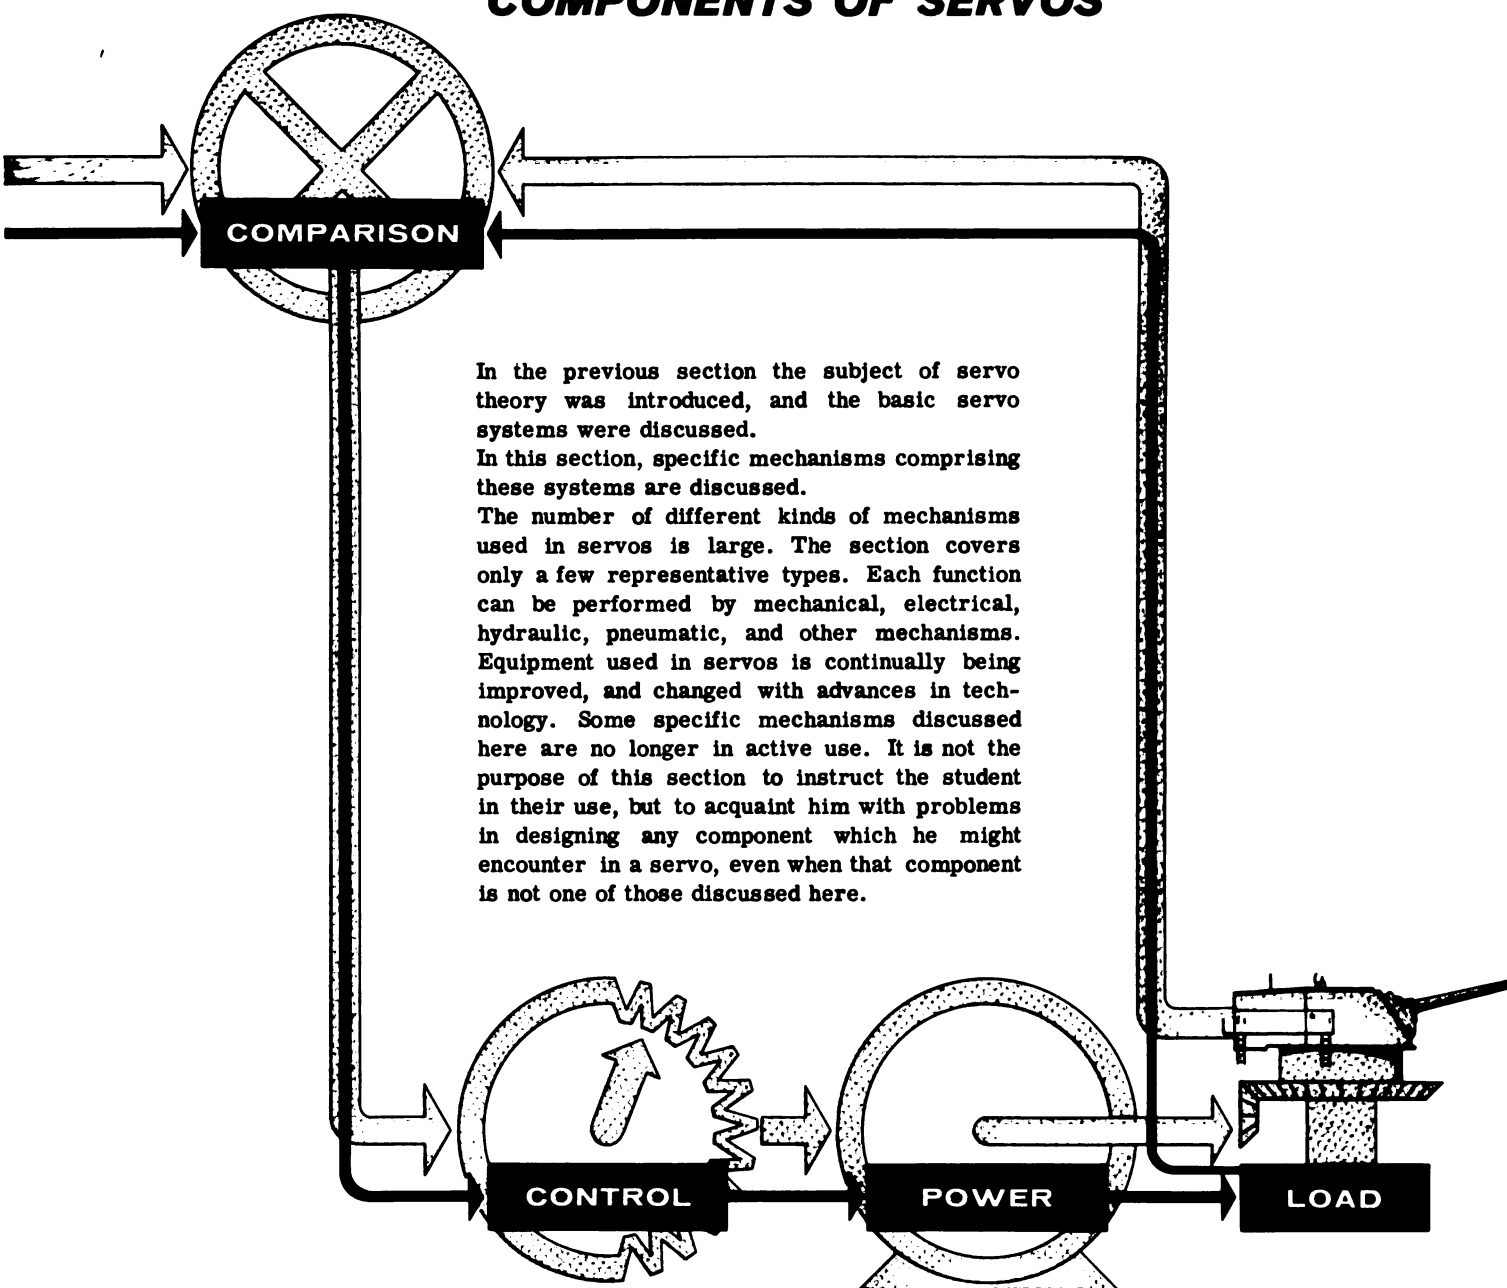 COMPONENTS OF SERVOS
COMPARISON
In the previous section the subject of servo
theory was introduced, and the basic servo
systems were discussed.
In this section, specific mechanisms comprising
these systems are discussed.
The number of different kinds of mechanisms
used in servos is large. The section covers
only a few representative types. Each function
can be performed by mechanical, electrical,
hydraulic, pneumatic, and other mechanisms.
Equipment used in servos is continually being
improved, and changed with advances in tech-
nology. Some specific mechanisms discussed
here are no longer in active use. It is not the
purpose of this section to instruct the student
in their use, but to acquaint him with problems
in designing any component which he might
encounter in a servo, even when that component
is not one of those discussed here.
CONTROL
POWER
LOAD